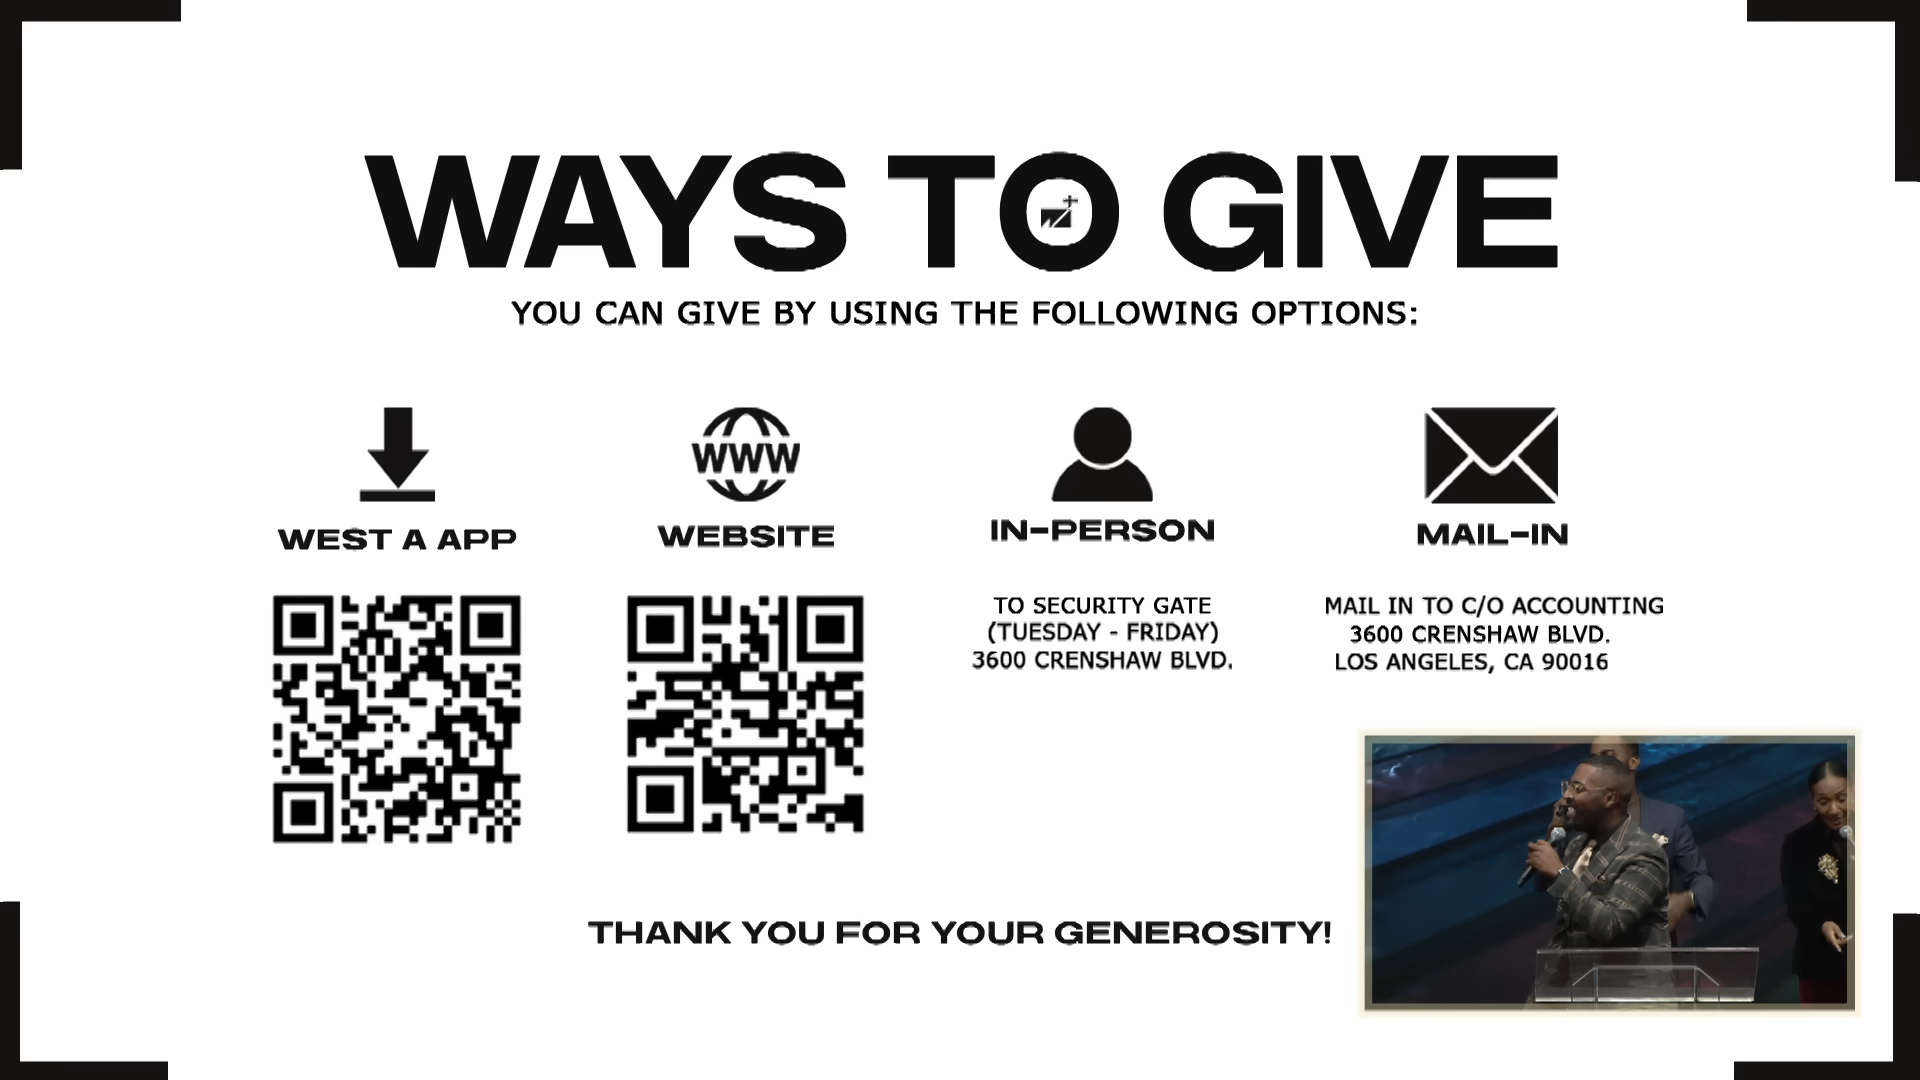 WAYS TO GIVE
YOU CAN GIVE BY USING THE FOLLOWING OPTIONS:
WEST A APP
WWW
WEBSITE
IN-PERSON
TO SECURITY GATE
(TUESDAY - FRIDAY)
3600 CRENSHAW BLVD.
MAIL-IN
MAIL IN TO C/O ACCOUNTING
3600 CRENSHAW BLVD.
LOS ANGELES, CA 90016
THANK YOU FOR YOUR GENEROSITY!